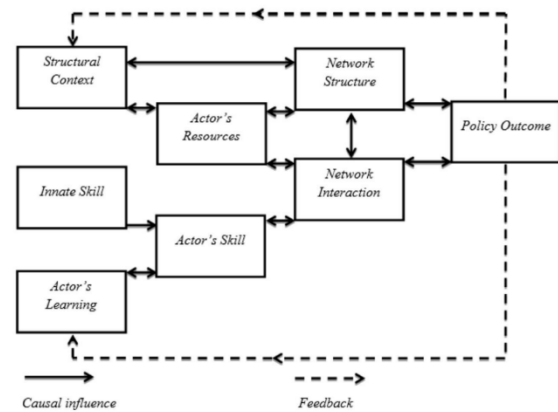 Structural
Context
Network
Structure
Actor's
Resources
Policy Outcome
Innate Skill
Network
Interaction
Actor's Skill
Actor's
Learning
Causal influence
Feedback